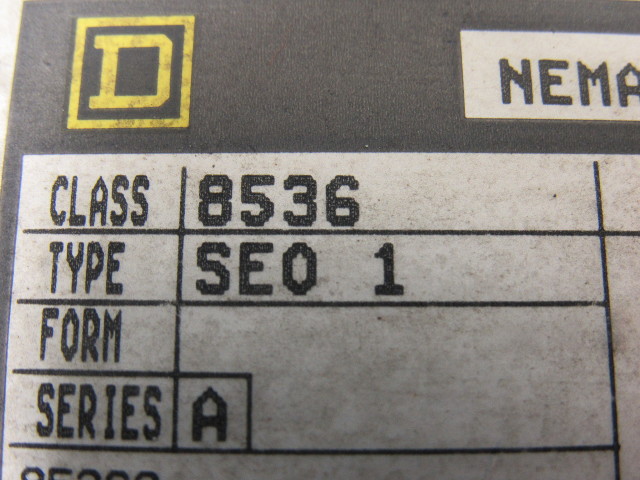 D
NEMA
CLASS 8536
TYPE SEO 1
FORM
SERIES A